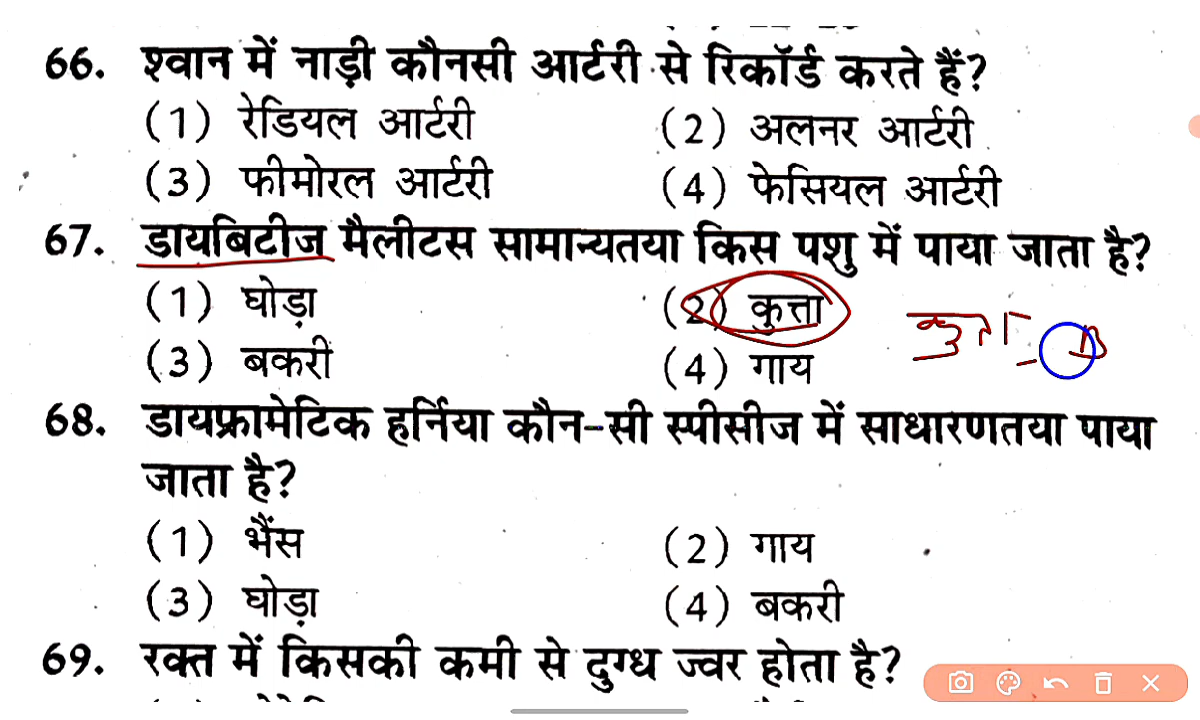 66. श्वान में नाड़ी कौनसी आर्टरी से रिकॉर्ड करते हैं?
(1) रेडियल आर्टरी (2) अलनर आर्टरी
(3) फीमोरल आर्टरी (4) फेसियल आर्टरी
67. डायबिटीज मैलीटस सामान्यतया किस पशु में पाया जाता है?
(1) घोड़ा (2) कुत्ता
(3) बकरी (4) गाय
68. डायफ्रामेटिक हर्निया कौन-सी स्पीसीज में साधारणतया पाया
जाता है?
(1) भैंस (2) गाय
(3) घोड़ा (4) बकरी
69. रक्त में किसकी कमी से दुग्ध ज्वर होता है?